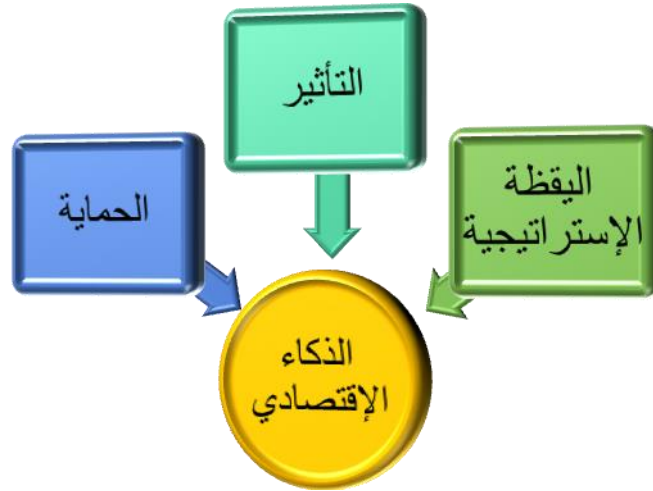 التأثير
اليقظة
الإستراتيجية
الحماية
الذكاء
الإقتصادي